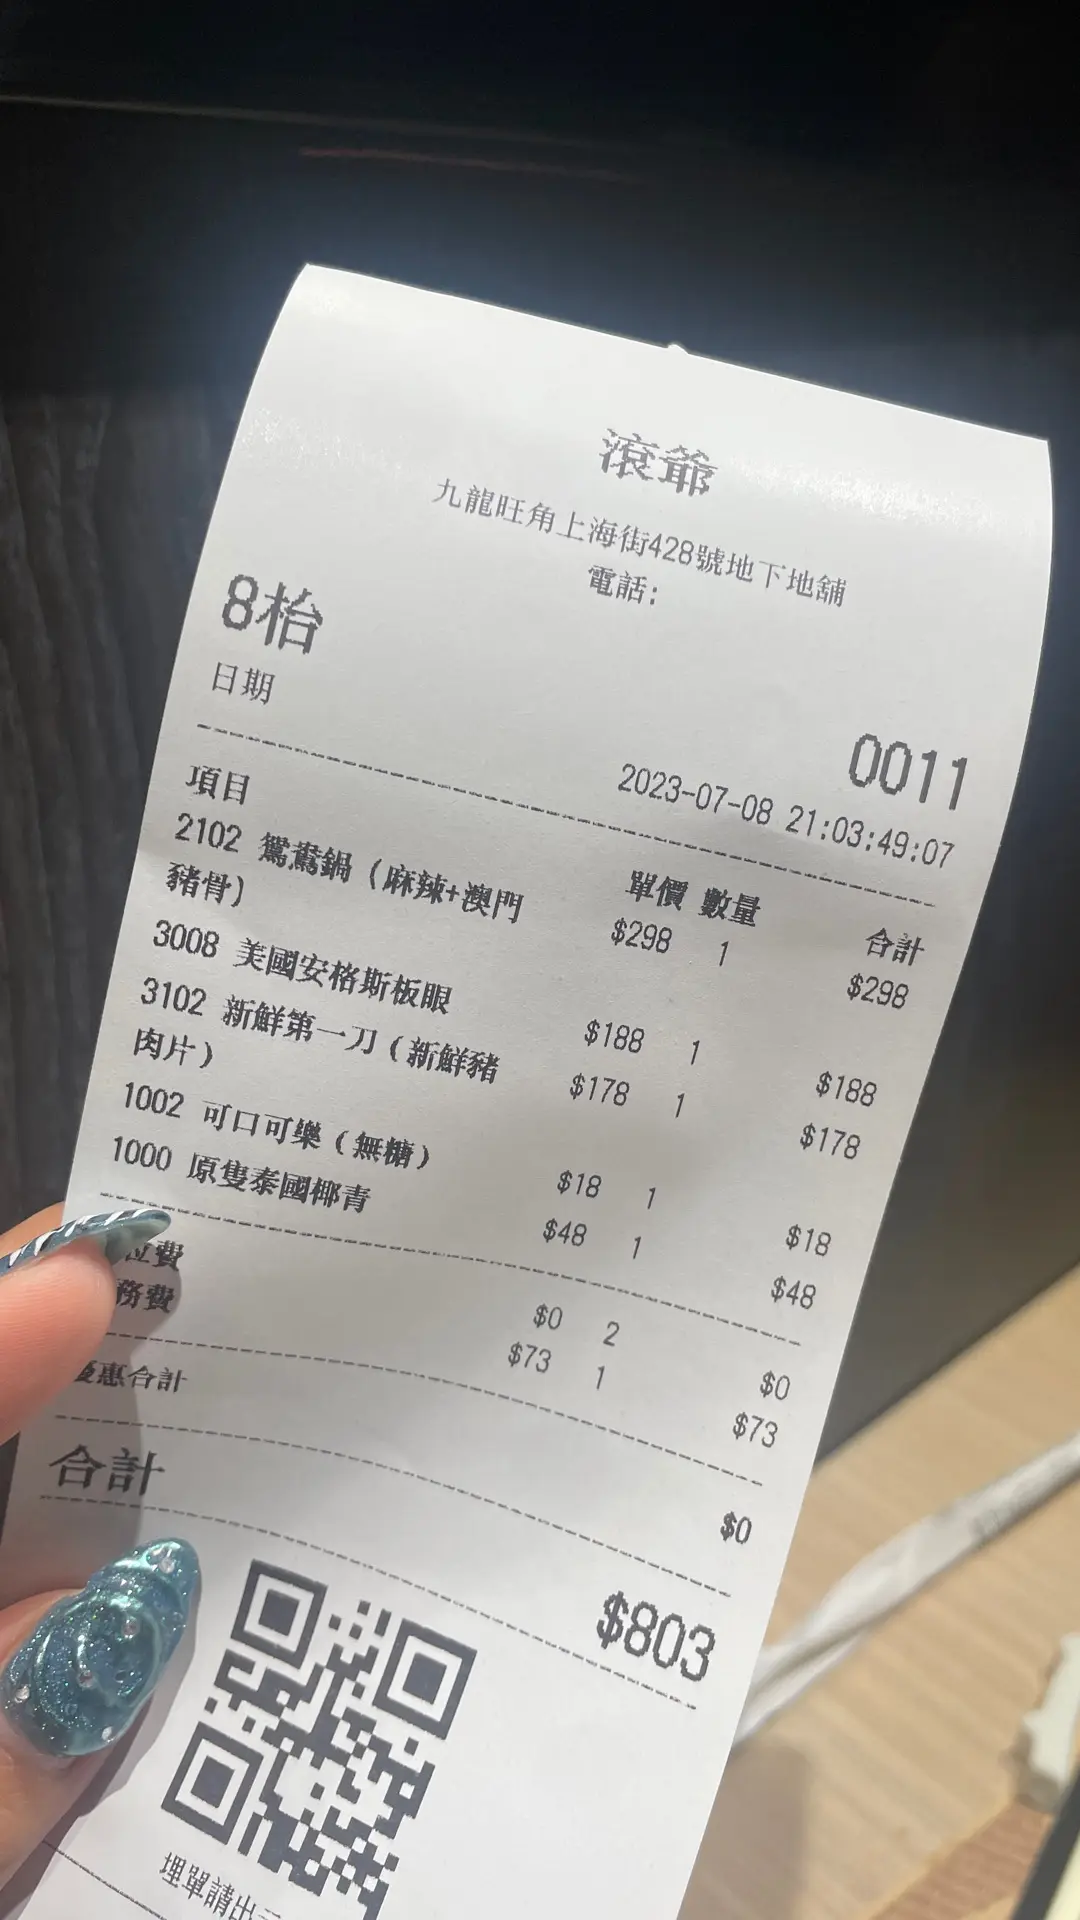 滾爺
九龍旺角上海街428號地下地舖
電話:
8枱
0011
日期 2023-07-08 21:03:49:07
項目 單價 數量 合計
2102 鴛鴦鍋（麻辣+澳門豬骨） $298 1 $298
3008 美國安格斯板眼 $188 1 $188
3102 新鮮第一刀（新鮮豬肉片） $178 1 $178
1002 可口可樂（無糖） $18 1 $18
1000 原隻泰國椰青 $48 1 $48
位費 $0 2 $0
務費 $73 1 $73
優惠合計 $0
合計 $803
埋單請出